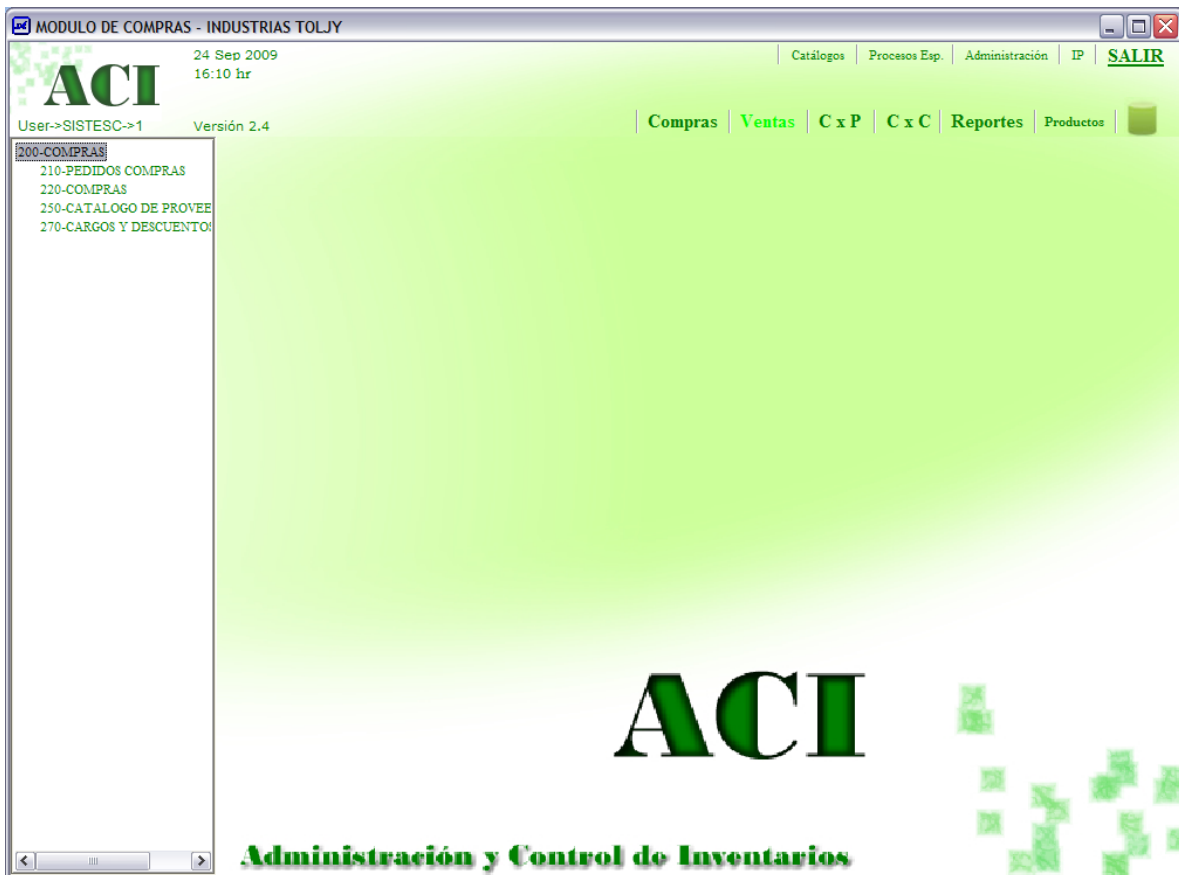 MODULO DE COMPRAS - INDUSTRIAS TOLJY
24 Sep 2009
16:10 hr
Catálogos Procesos Esp. Administración IP SALIR
ACI
User->SISTESC->1 Versión 2.4
Compras Ventas C x P C x C Reportes Productos
200-COMPRAS
210-PEDIDOS COMPRAS
220-COMPRAS
250-CATALOGO DE PROVEE
270-CARGOS Y DESCUENTOS
ACI
Administración y Control de Inventarios